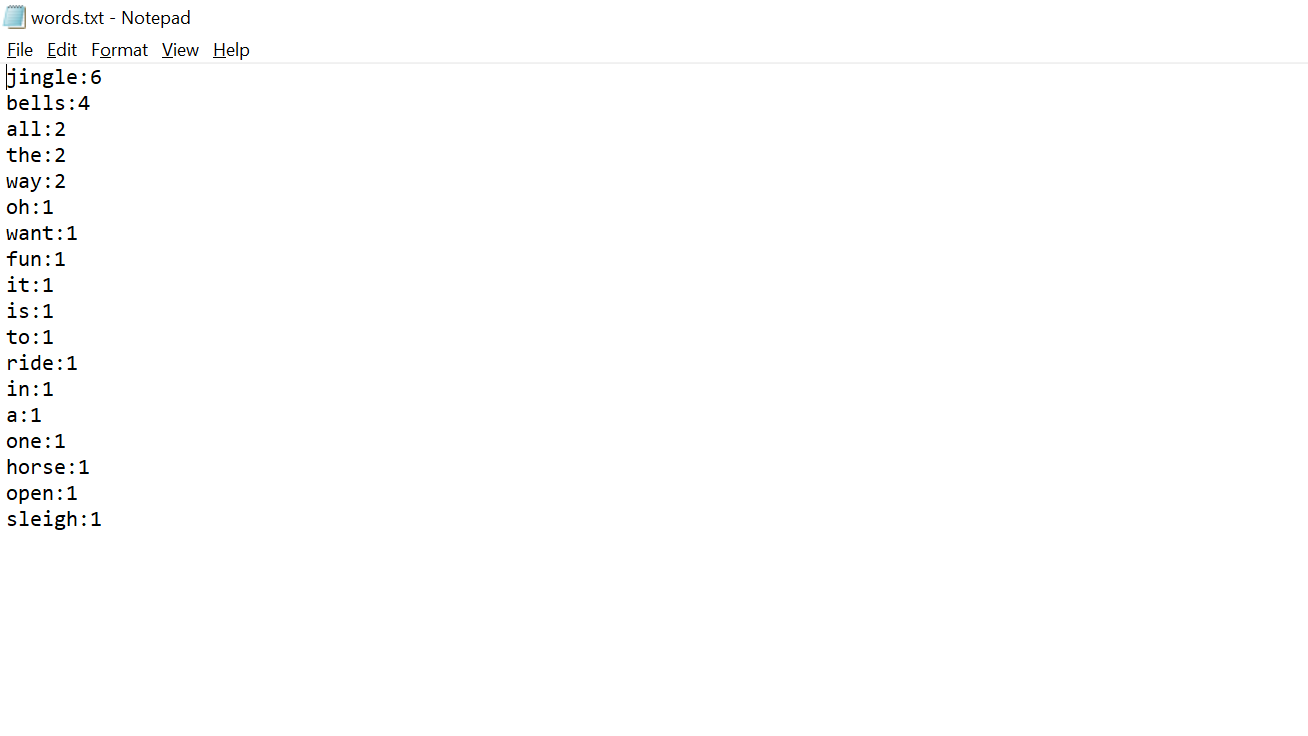 words.txt - Notepad
File Edit Format View Help
jingle:6
bells:4
all:2
the:2
way:2
oh:1
want:1
fun:1
it:1
is:1
to:1
ride:1
in:1
a:1
one:1
horse:1
open:1
sleigh:1